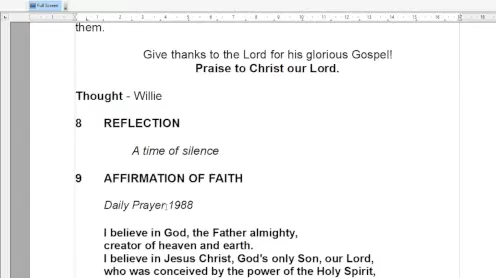 Full Screen
them.
Give thanks to the Lord for his glorious Gospel!
Praise to Christ our Lord.
Thought - Willie
8 REFLECTION
A time of silence
9 AFFIRMATION OF FAITH
Daily Prayer 1988
I believe in God, the Father almighty,
creator of heaven and earth.
I believe in Jesus Christ, God's only Son, our Lord,
who was conceived by the power of the Holy Spirit,